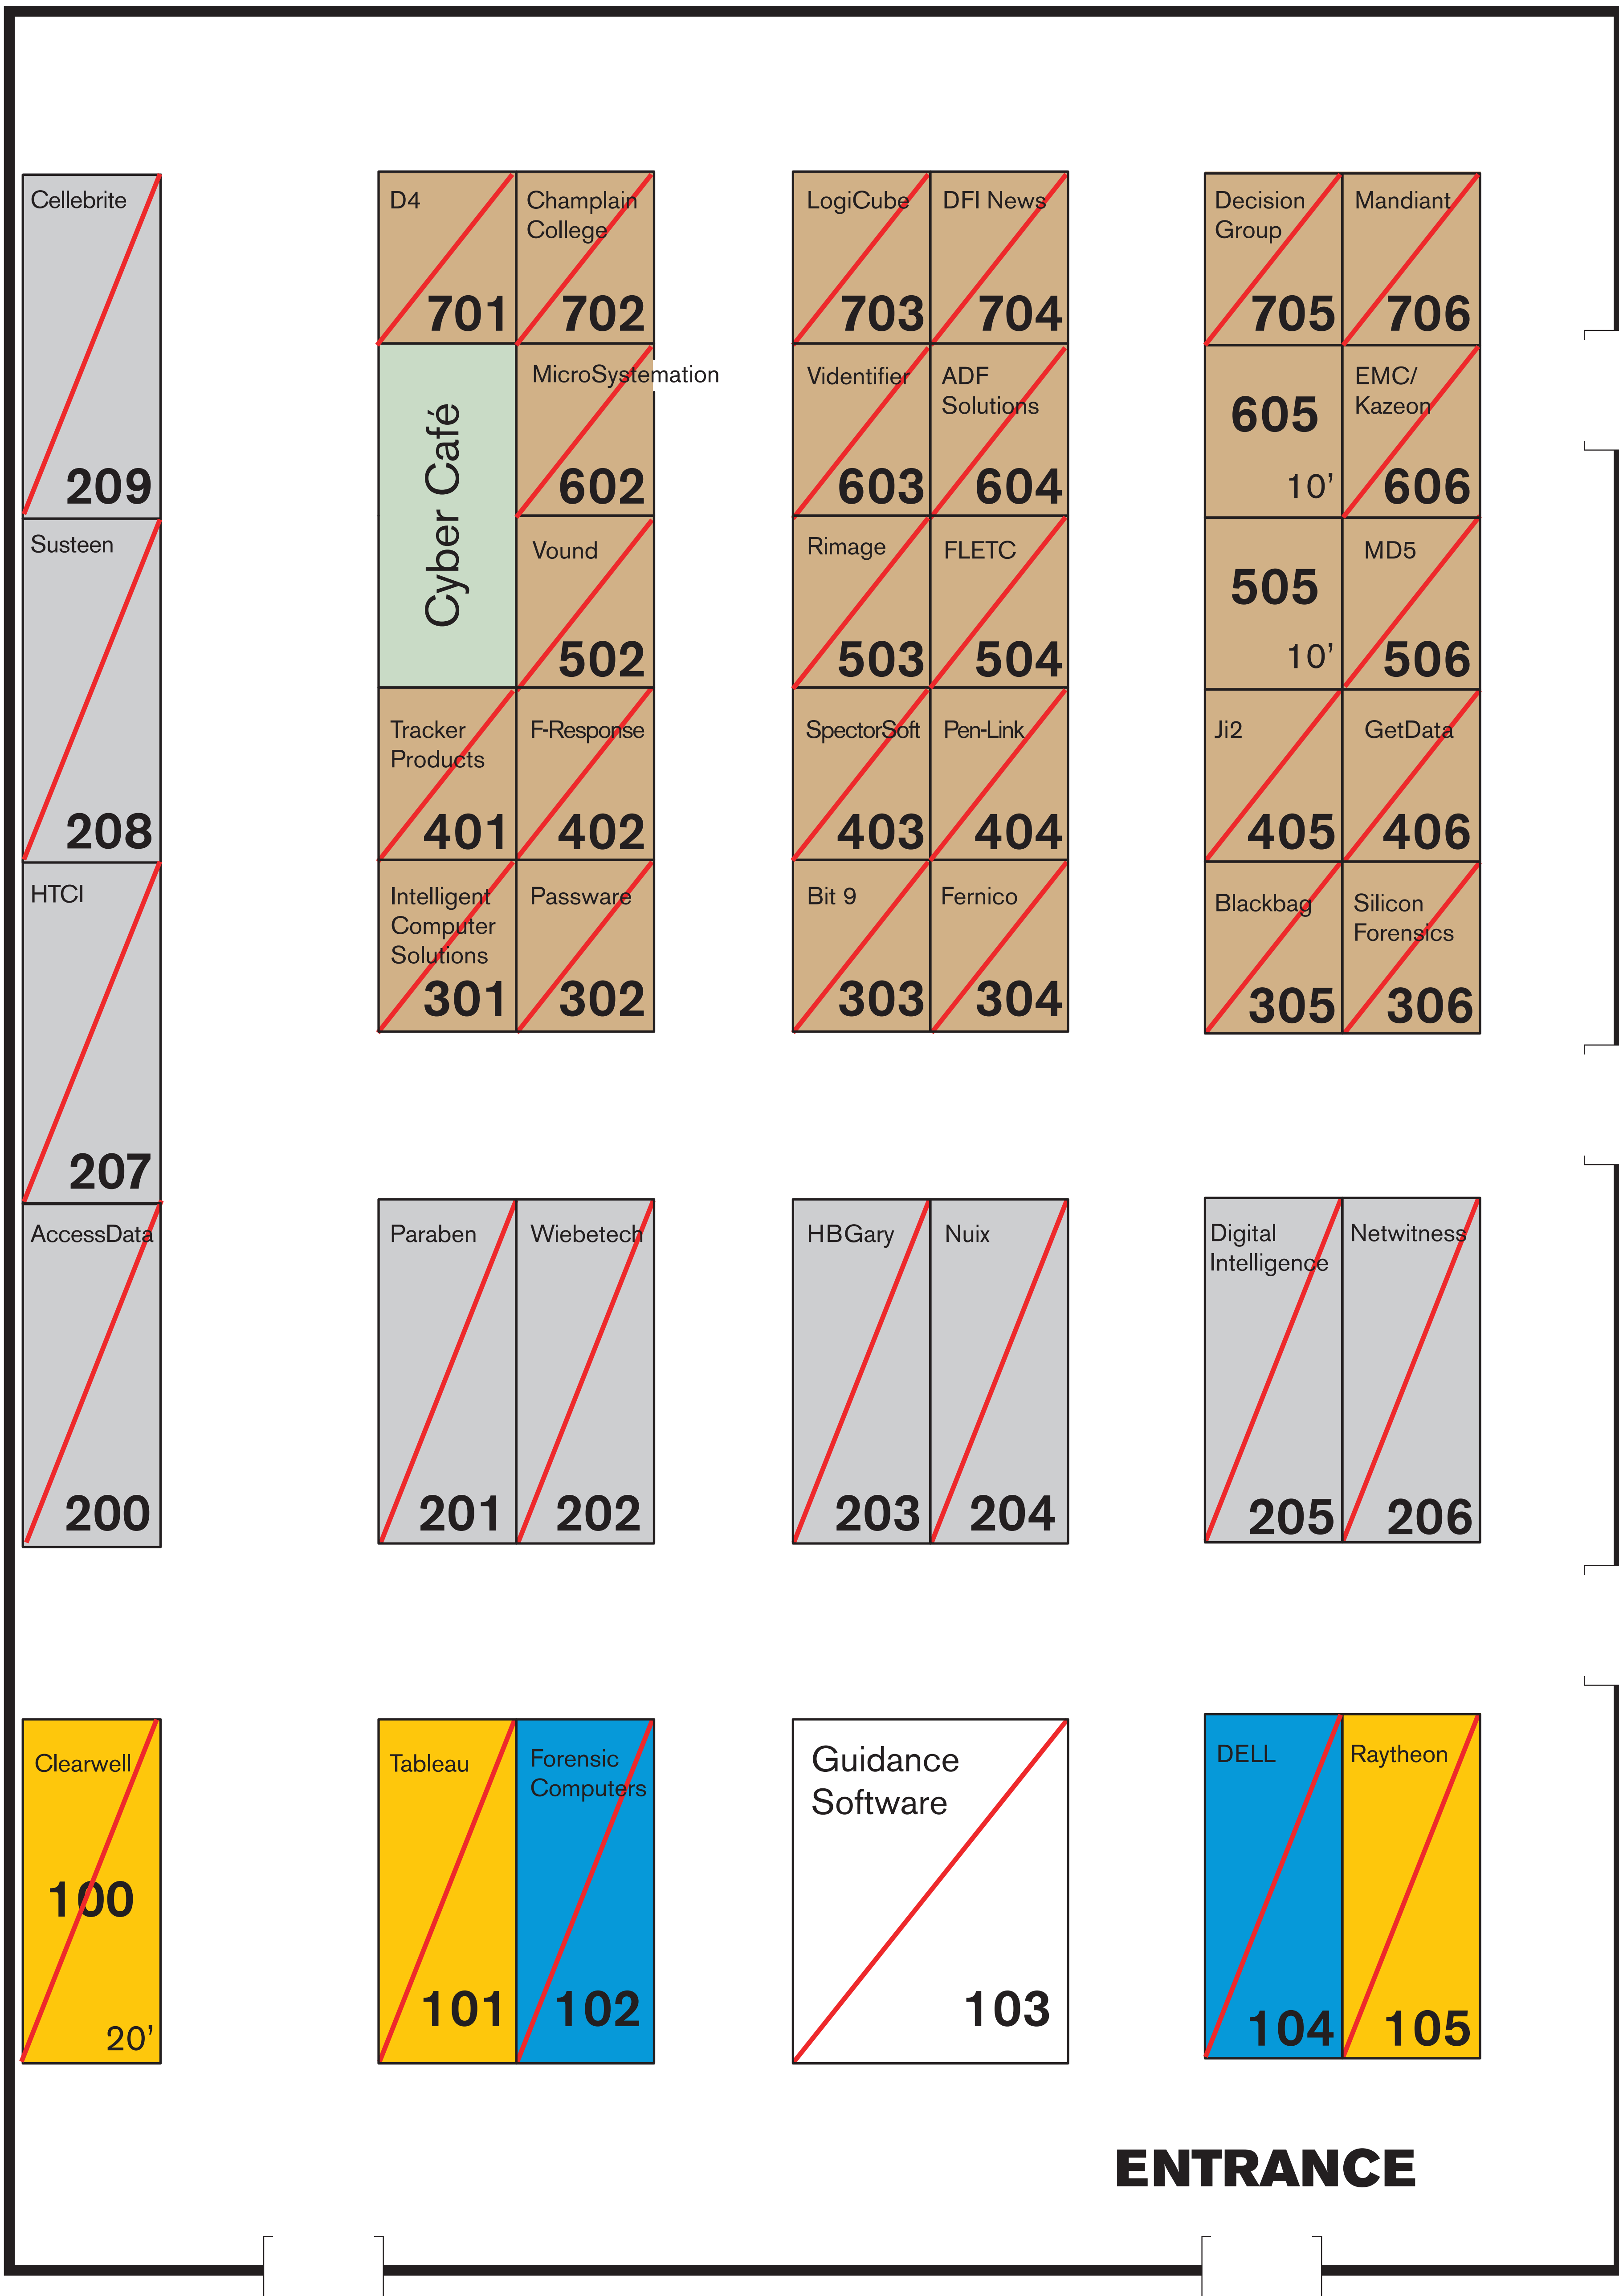 Cellebrite
209
Susteen
208
HTCI
207
AccessData
200
D4
701
Champlain
College
702
Cyber Café
MicroSystemation
602
Vound
502
Tracker
Products
401
F-Response
402
Intelligent
Computer
Solutions
301
Passware
302
LogiCube
703
DFI News
704
Videntifier
603
ADF
Solutions
604
Rimage
503
FLETC
504
SpectorSoft
403
Pen-Link
404
Bit 9
303
Fernico
304
Decision
Group
705
Mandiant
706
605
10’
EMC/
Kazeon
606
505
10’
MD5
506
Ji2
405
GetData
406
Blackbag
305
Silicon
Forensics
306
Paraben
201
Wiebetech
202
HBGary
203
Nuix
204
Digital
Intelligence
205
Netwitness
206
Clearwell
100
20’
Tableau
101
Forensic
Computers
102
Guidance
Software
103
DELL
104
Raytheon
105
ENTRANCE